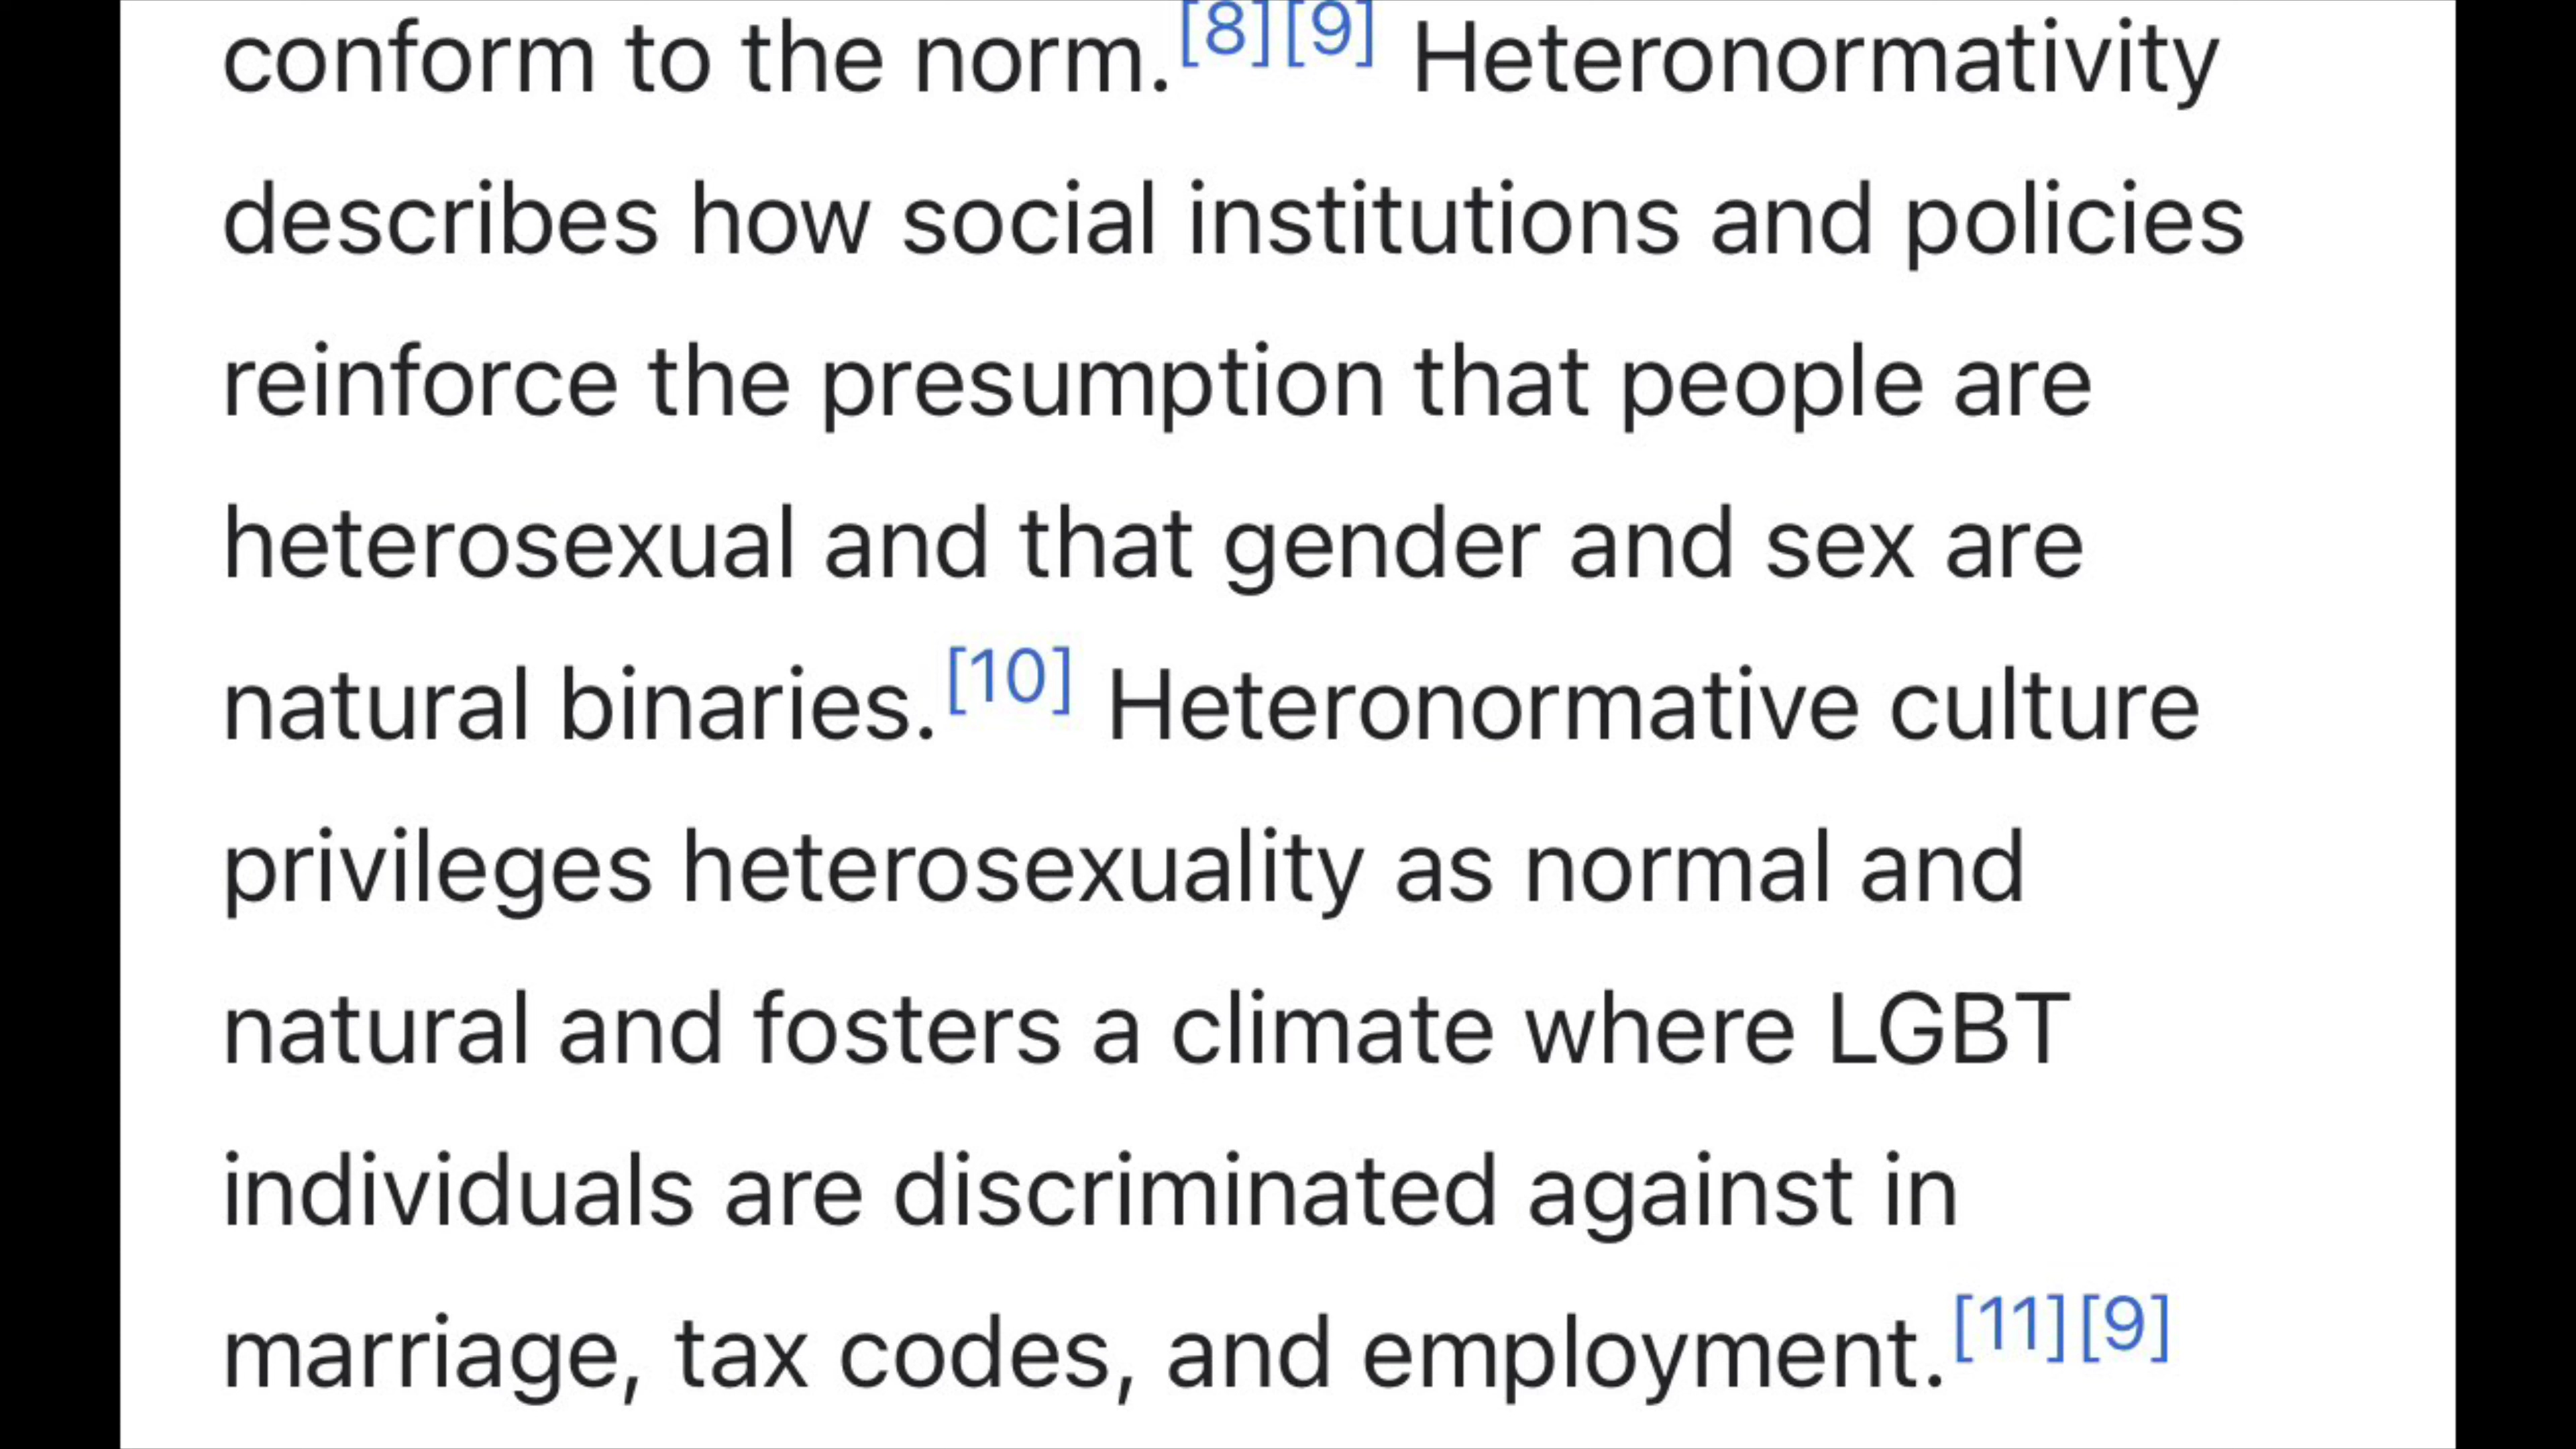 conform to the norm.[8][9] Heteronormativity
describes how social institutions and policies
reinforce the presumption that people are
heterosexual and that gender and sex are
natural binaries.[10] Heteronormative culture
privileges heterosexuality as normal and
natural and fosters a climate where LGBT
individuals are discriminated against in
marriage, tax codes, and employment.[11][9]